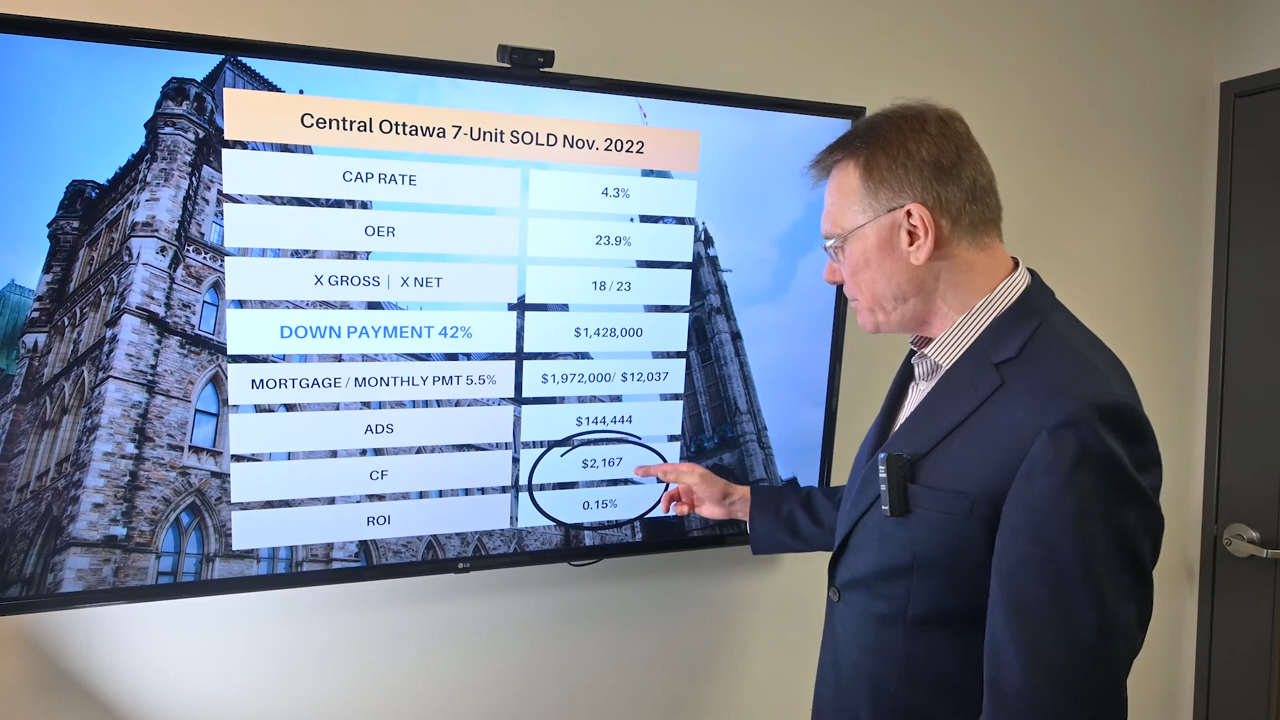 Central Ottawa 7-Unit SOLD Nov. 2022
CAP RATE 4.3%
OER 23.9%
X GROSS | X NET 18 / 23
DOWN PAYMENT 42% $1,428,000
MORTGAGE / MONTHLY PMT 5.5% $1,972,000/ $12,037
ADS $144,444
CF $2,167
ROI 0.15%
LG